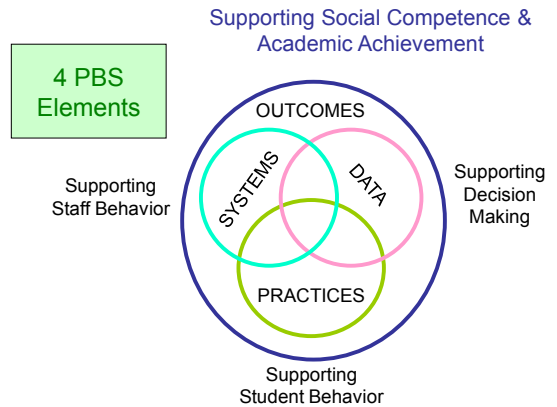 Supporting Social Competence &
Academic Achievement
4 PBS
Elements
OUTCOMES
SYSTEMS
DATA
Supporting
Staff Behavior
Supporting
Decision
Making
PRACTICES
Supporting
Student Behavior